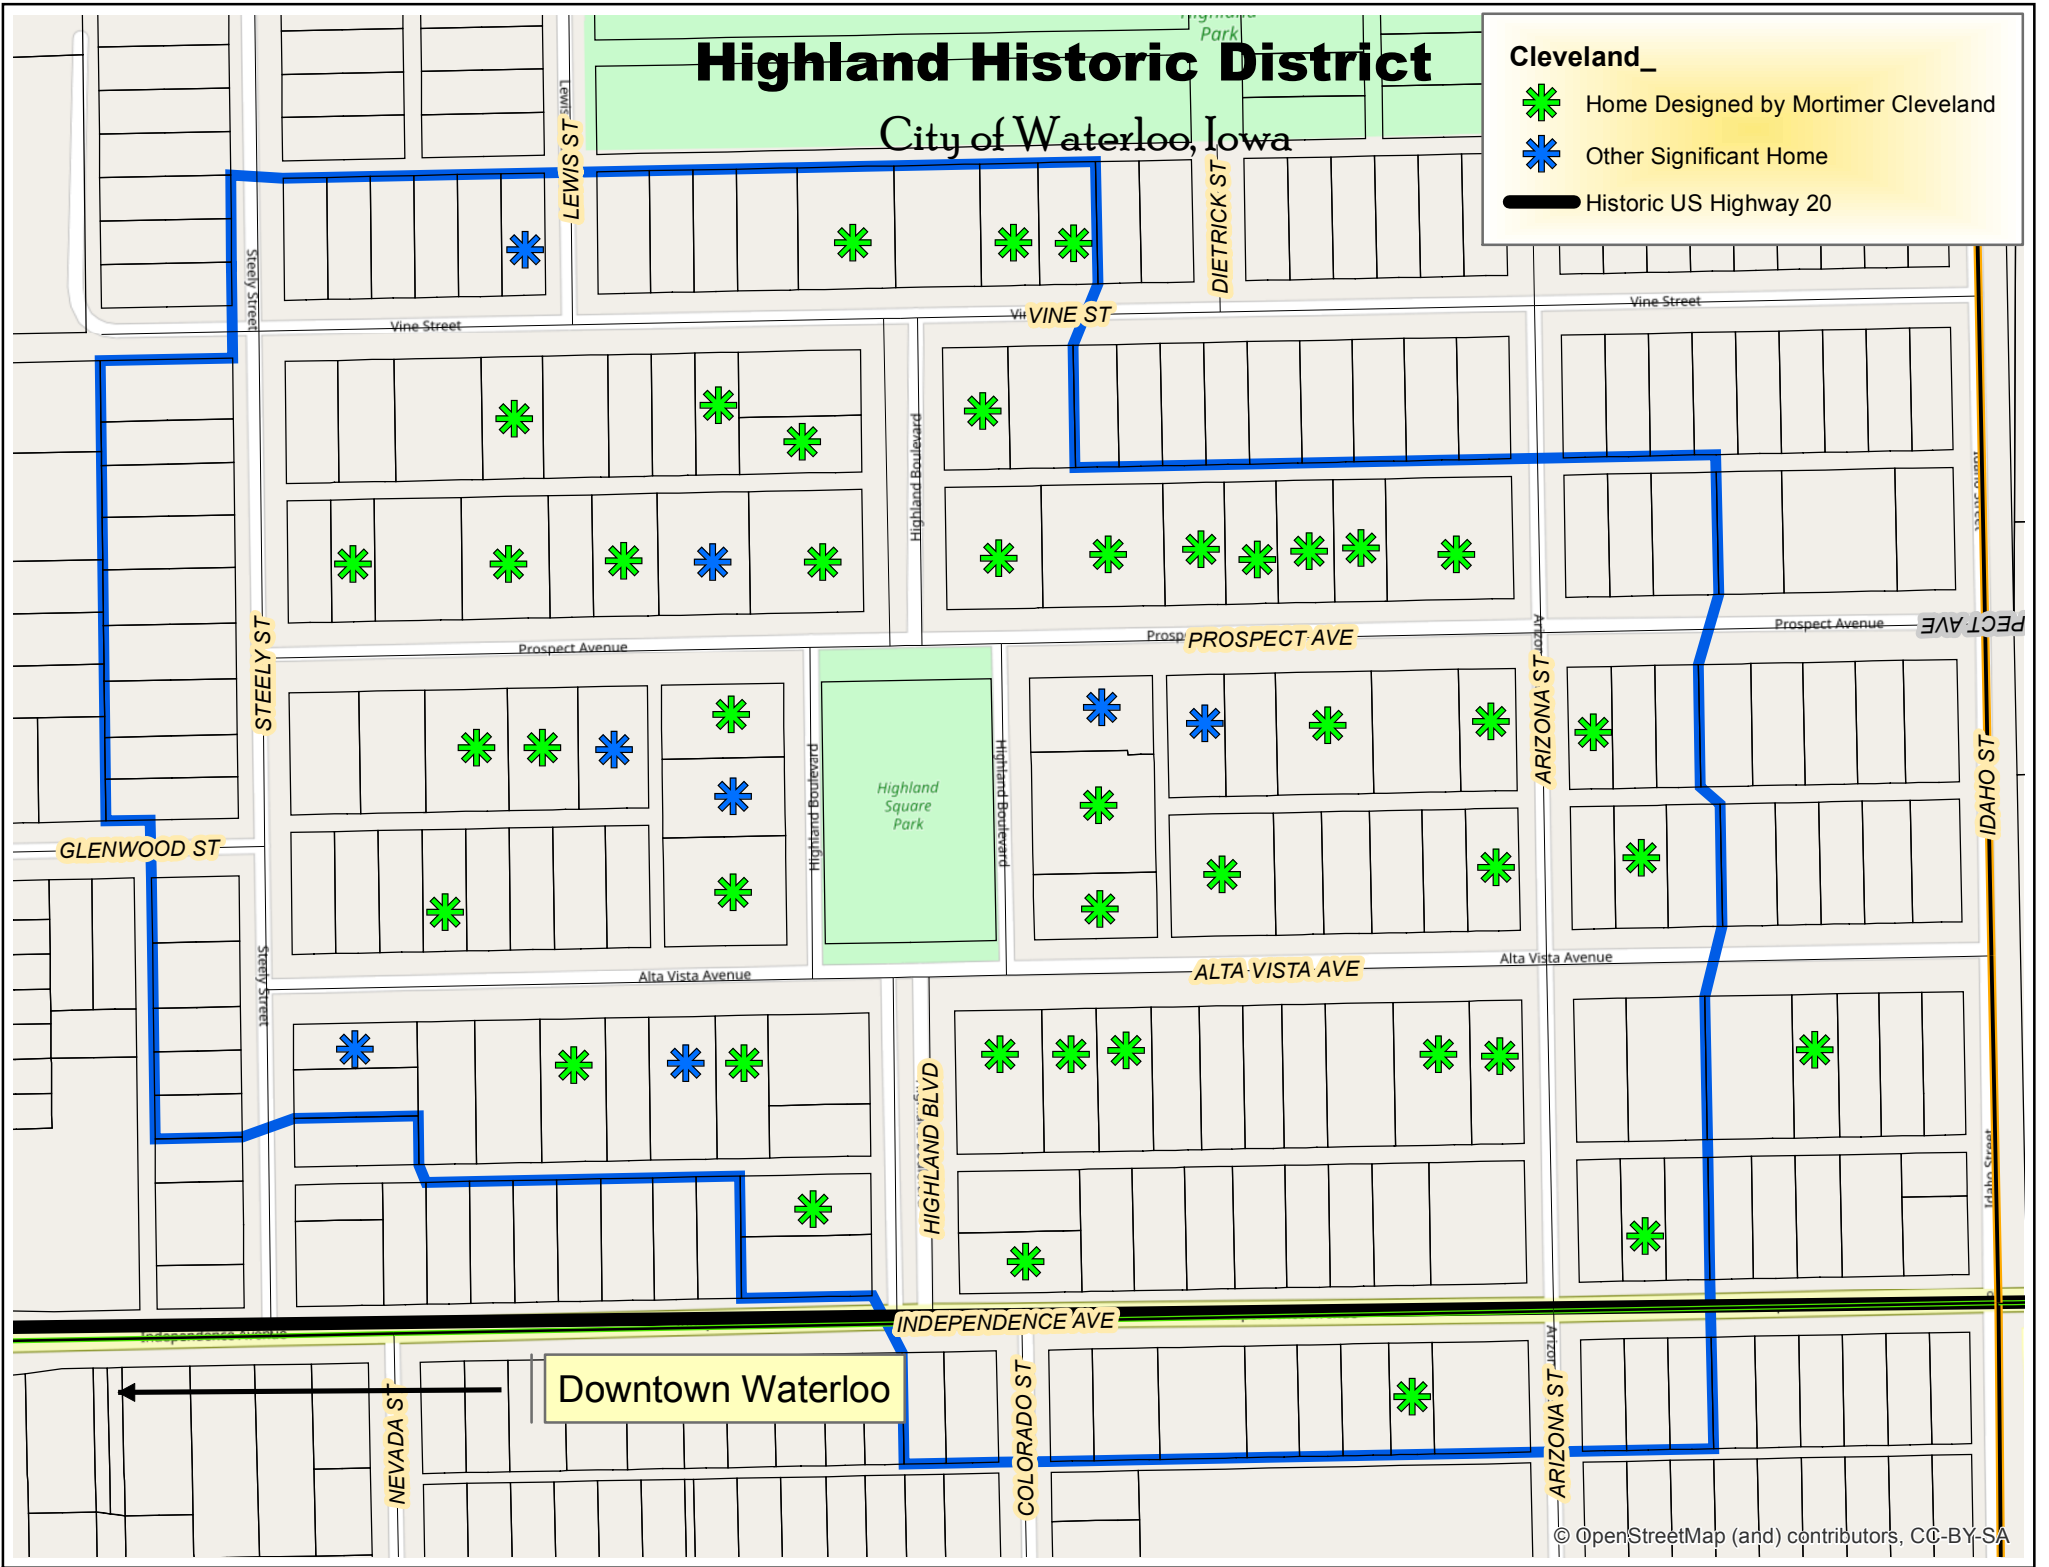 Highland
Park
Highland Historic District
City of Waterloo, Iowa
Cleveland_
Home Designed by Mortimer Cleveland
Other Significant Home
Historic US Highway 20
Lewis
LEWIS ST
DIETRICK ST
Steely Street
Vine Street
VINE ST
Vine Street
Highland Boulevard
STEELY ST
Prospect Avenue
PROSPECT AVE
Prospect Avenue
PECT AVE
ARIZONA ST
IDAHO ST
Highland Boulevard
Highland
Square
Park
Highland Boulevard
GLENWOOD ST
Steely Street
Alta Vista Avenue
ALTA VISTA AVE
Alta Vista Avenue
HIGHLAND BLVD
Idaho Street
INDEPENDENCE AVE
Downtown Waterloo
NEVADA ST
COLORADO ST
ARIZONA ST
© OpenStreetMap (and) contributors, CC-BY-SA